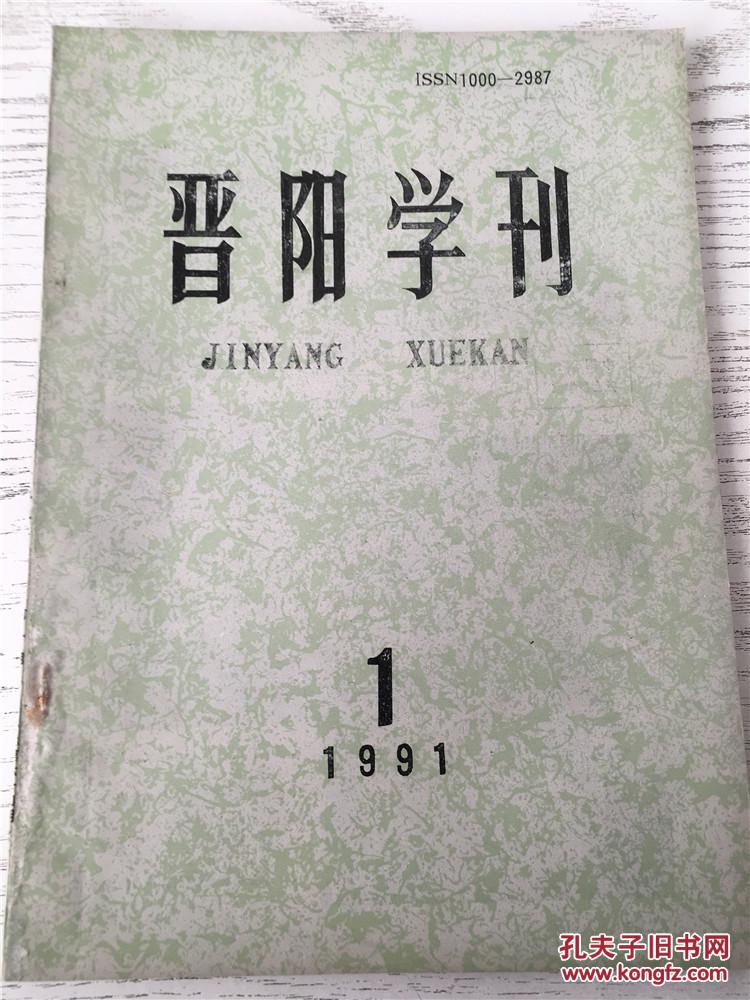 ISSN1000—2987
晋阳学刊
JINYANG XUEKAN
1
1991
孔夫子旧书网
www.kongfz.com